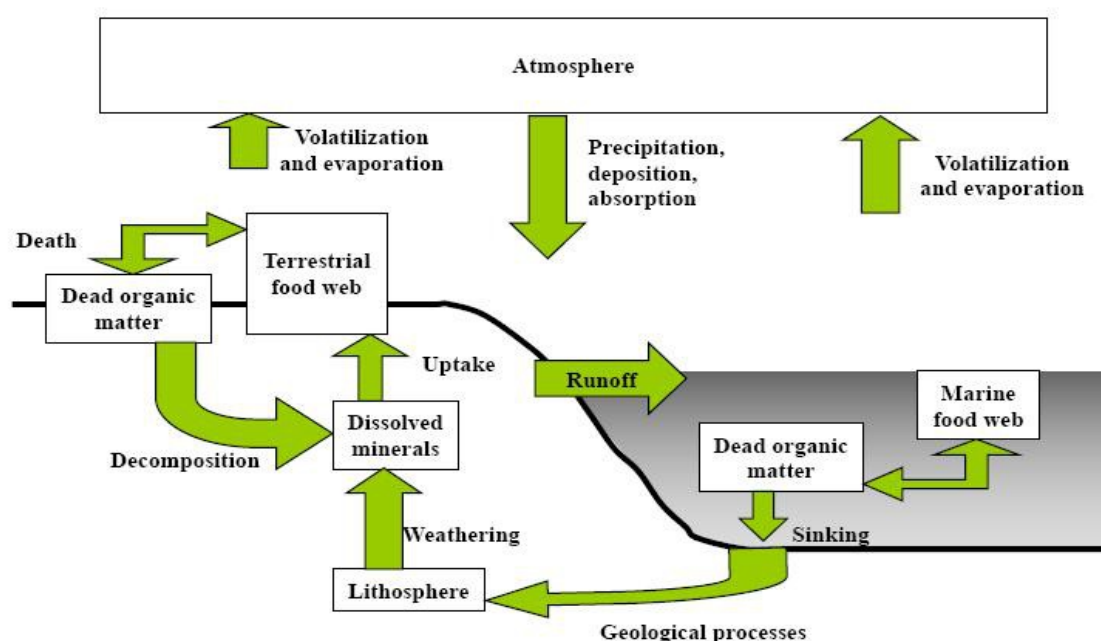 Atmosphere
Volatilization
and evaporation
Precipitation,
deposition,
absorption
Volatilization
and evaporation
Death
Terrestrial
food web
Dead organic
matter
Uptake
Runoff
Marine
food web
Dissolved
minerals
Dead organic
matter
Decomposition
Weathering
Sinking
Lithosphere
Geological processes